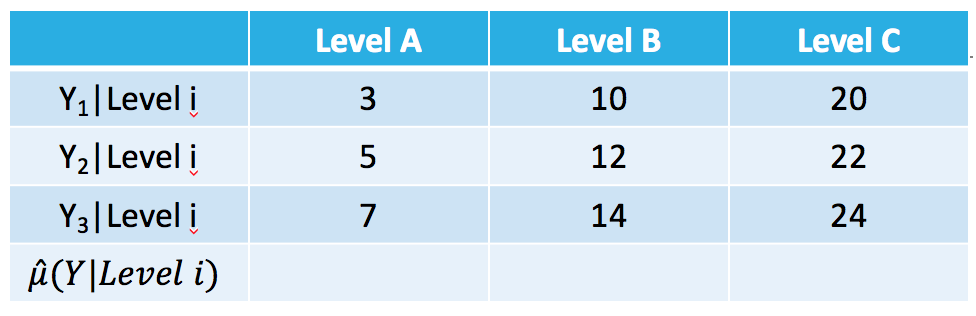 Level A Level B Level C
Y₁|Level i 3 10 20
Y₂|Level i 5 12 22
Y₃|Level i 7 14 24
μ̂(Y|Level i)